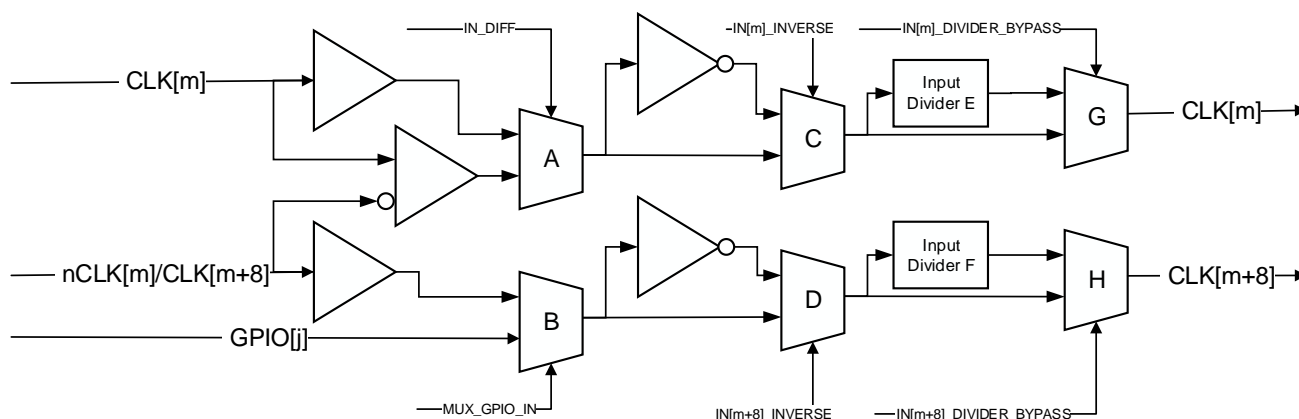 IN_DIFF
IN[m]_INVERSE
IN[m]_DIVIDER_BYPASS
CLK[m]
Input
Divider E
A
C
G
CLK[m]
nCLK[m]/CLK[m+8]
GPIO[j]
Input
Divider F
B
D
H
CLK[m+8]
MUX_GPIO_IN
IN[m+8]_INVERSE
IN[m+8]_DIVIDER_BYPASS